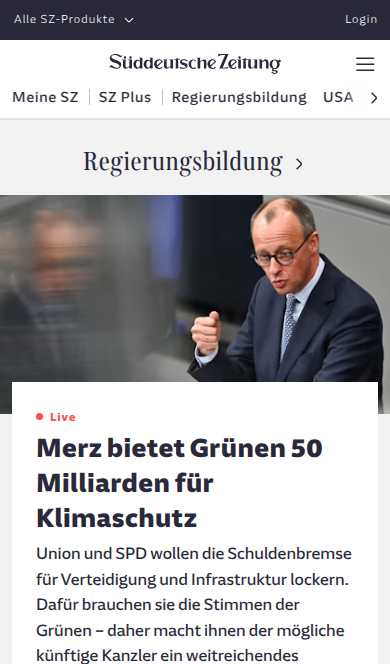 Alle SZ-Produkte Login
Süddeutsche Zeitung
Meine SZ SZ Plus Regierungsbildung USA
Regierungsbildung
Live
Merz bietet Grünen 50
Milliarden für
Klimaschutz
Union und SPD wollen die Schuldenbremse
für Verteidigung und Infrastruktur lockern.
Dafür brauchen sie die Stimmen der
Grünen – daher macht ihnen der mögliche
künftige Kanzler ein weitreichendes